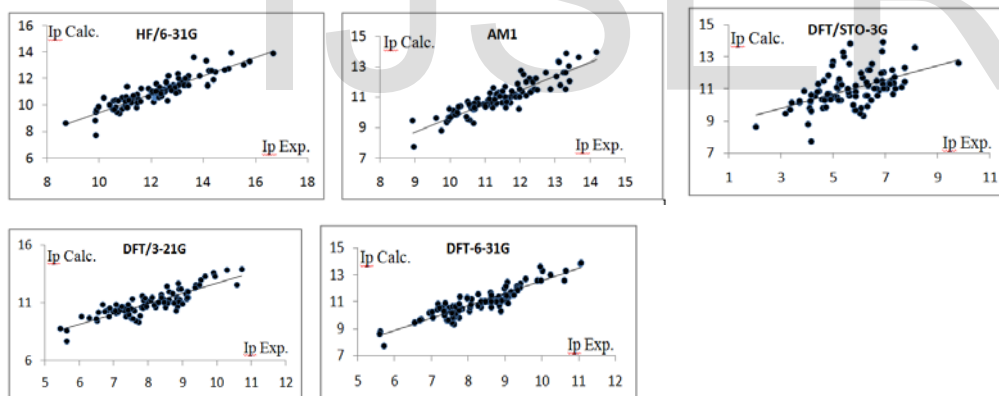 IJSER
HF/6-31G
Ip Calc.
16
14
12
10
8
6
Ip Exp.
8 10 12 14 16 18
AM1
Ip Calc.
15
13
11
9
7
Ip Exp.
7 8 9 10 11 12 13 14 15
DFT/STO-3G
Ip Calc.
15
13
11
9
7
Ip Exp.
1 3 5 7 9 11
DFT/3-21G
Ip Calc.
16
11
6
Ip Exp.
5 6 7 8 9 10 11 12
DFT-6-31G
Ip Calc.
15
13
11
9
7
Ip Exp.
5 6 7 8 9 10 11 12